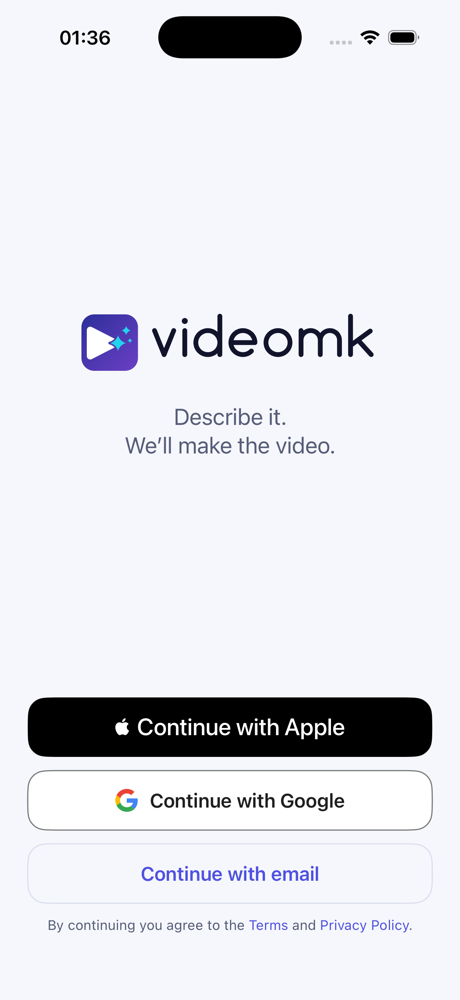 01:36
videomk
Describe it.
We’ll make the video.
Continue with Apple
Continue with Google
Continue with email
By continuing you agree to the Terms and Privacy Policy.